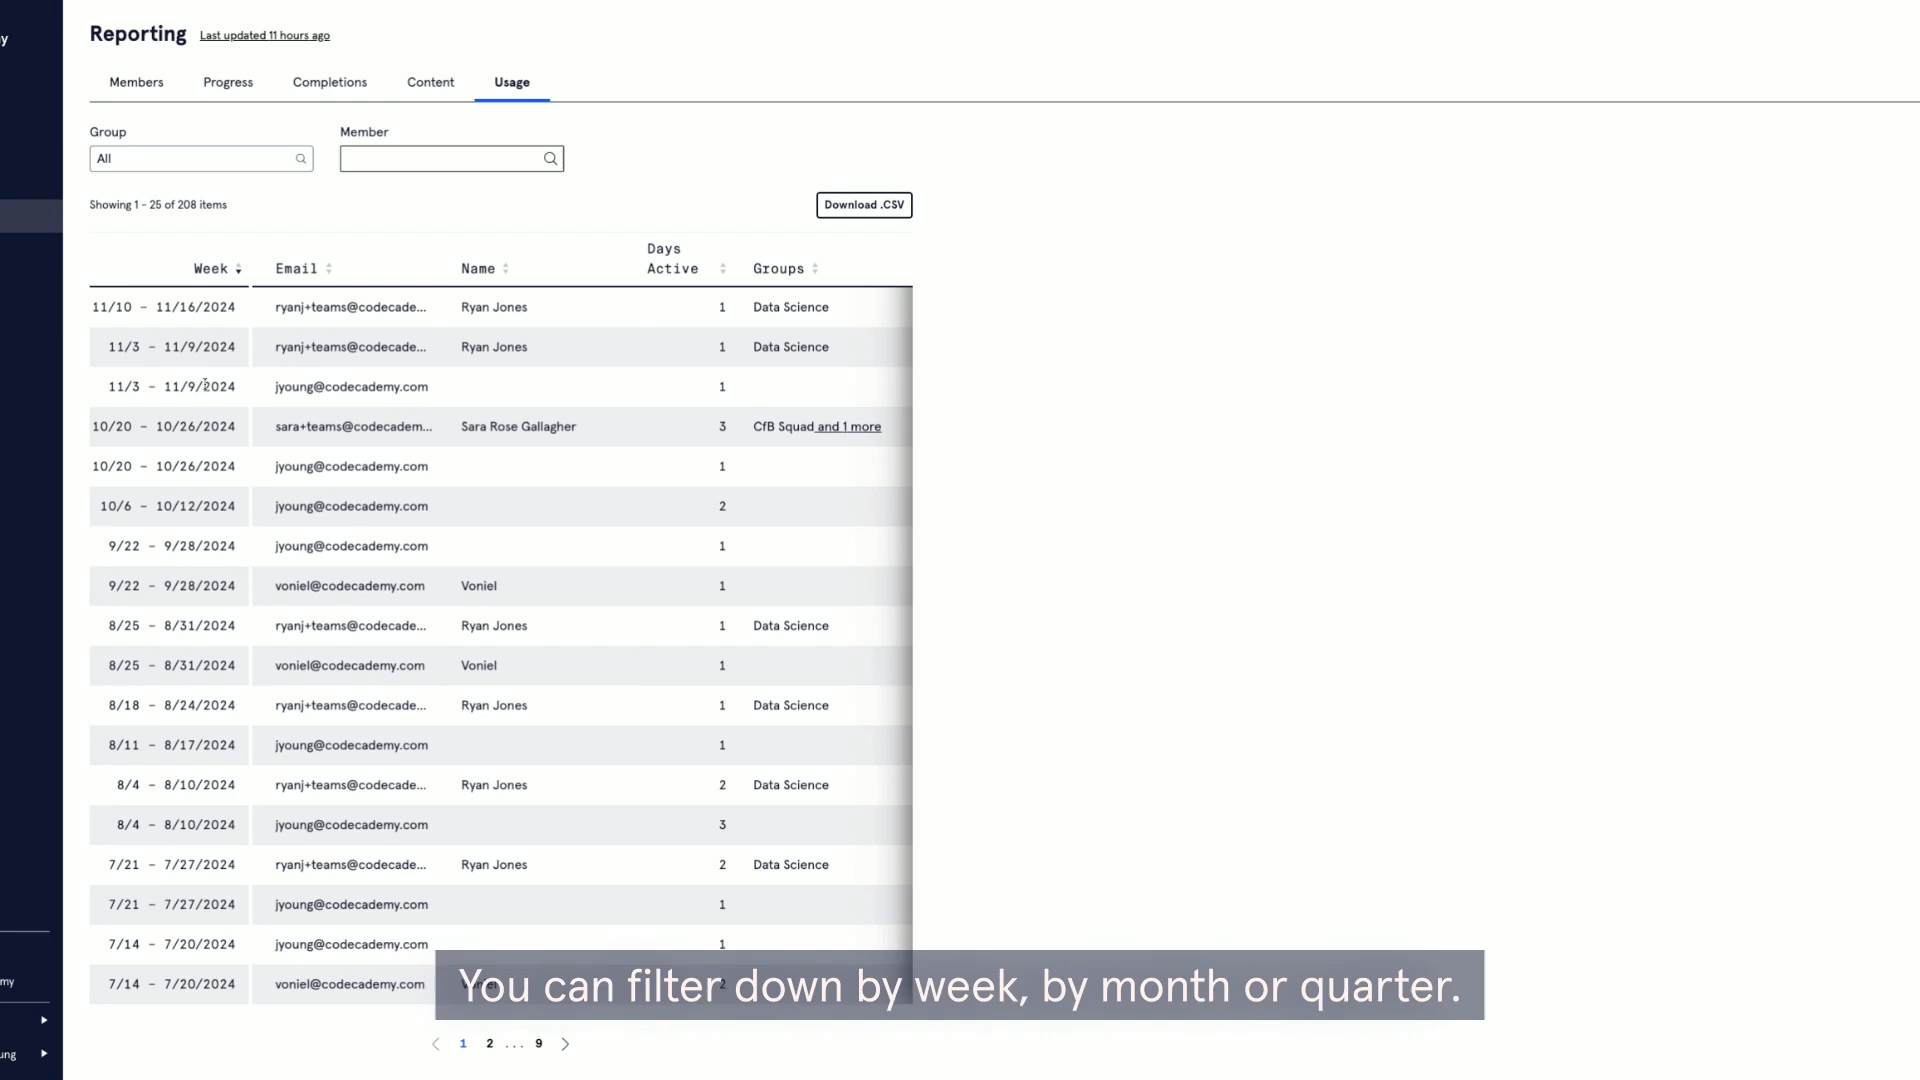 y
Reporting Last updated 11 hours ago
Members Progress Completions Content Usage
Group Member
All
Showing 1 - 25 of 208 items Download .CSV
Week Email Name Days Active Groups
11/10 - 11/16/2024 ryanj+teams@codecade... Ryan Jones 1 Data Science
11/3 - 11/9/2024 ryanj+teams@codecade... Ryan Jones 1 Data Science
11/3 - 11/9/2024 jyoung@codecademy.com 1
10/20 - 10/26/2024 sara+teams@codecadem... Sara Rose Gallagher 3 CfB Squad and 1 more
10/20 - 10/26/2024 jyoung@codecademy.com 1
10/6 - 10/12/2024 jyoung@codecademy.com 2
9/22 - 9/28/2024 jyoung@codecademy.com 1
9/22 - 9/28/2024 voniel@codecademy.com Voniel 1
8/25 - 8/31/2024 ryanj+teams@codecade... Ryan Jones 1 Data Science
8/25 - 8/31/2024 voniel@codecademy.com Voniel 1
8/18 - 8/24/2024 ryanj+teams@codecade... Ryan Jones 1 Data Science
8/11 - 8/17/2024 jyoung@codecademy.com 1
8/4 - 8/10/2024 ryanj+teams@codecade... Ryan Jones 2 Data Science
8/4 - 8/10/2024 jyoung@codecademy.com 3
7/21 - 7/27/2024 ryanj+teams@codecade... Ryan Jones 2 Data Science
7/21 - 7/27/2024 jyoung@codecademy.com 1
7/14 - 7/20/2024 jyoung@codecademy.com 1
7/14 - 7/20/2024 voniel@codecademy.com
You can filter down by week, by month or quarter.
my
1 2 ... 9
ung